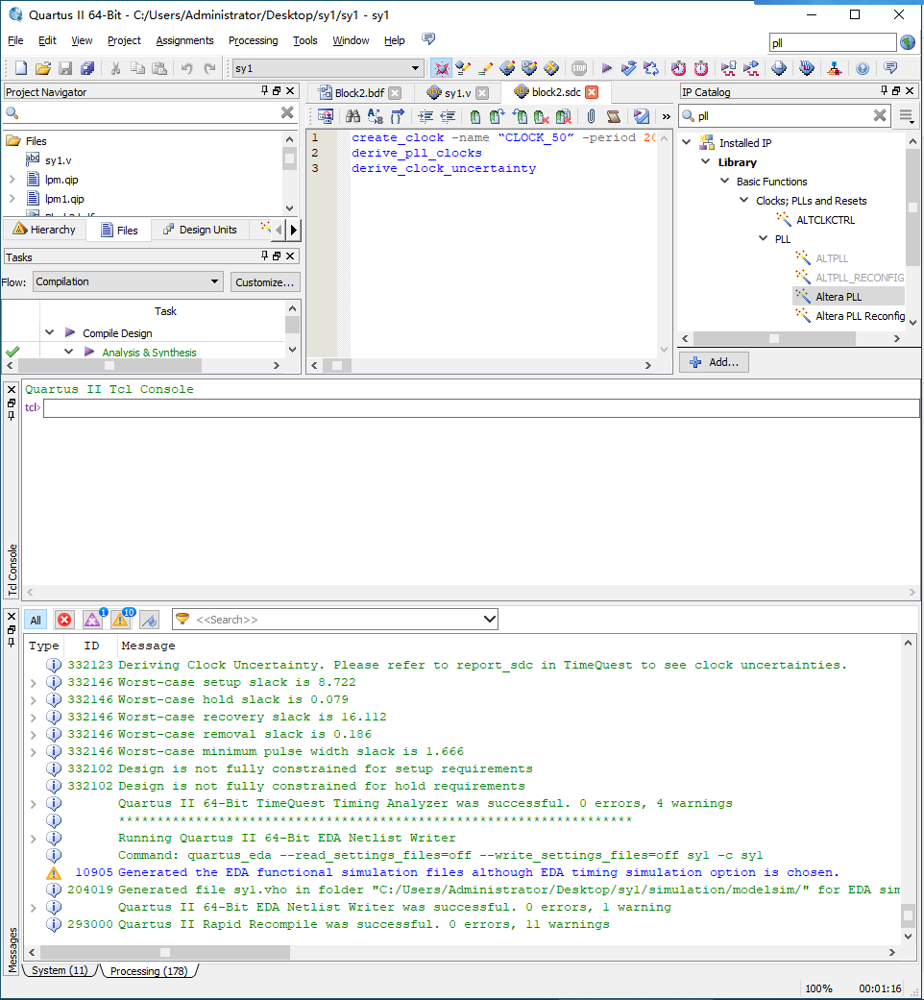 Quartus II 64-Bit - C:/Users/Administrator/Desktop/sy1/sy1 - sy1
File Edit View Project Assignments Processing Tools Window Help
pll
sy1
Project Navigator
Files
sy1.v
lpm.qip
lpm1.qip
Hierarchy Files Design Units
Tasks
Flow: Compilation Customize...
Task
Compile Design
Analysis & Synthesis
Block2.bdf sy1.v block2.sdc
1 create_clock -name “CLOCK_50” -period 20
2 derive_pll_clocks
3 derive_clock_uncertainty
IP Catalog
pll
Installed IP
Library
Basic Functions
Clocks; PLLs and Resets
ALTCLKCTRL
PLL
ALTPLL
ALTPLL_RECONFIG
Altera PLL
Altera PLL Reconfig
Add...
Quartus II Tcl Console
tcl>
Tcl Console
All 1 10 <<Search>>
Type ID Message
332123 Deriving Clock Uncertainty. Please refer to report_sdc in TimeQuest to see clock uncertainties.
332146 Worst-case setup slack is 8.722
332146 Worst-case hold slack is 0.079
332146 Worst-case recovery slack is 16.112
332146 Worst-case removal slack is 0.186
332146 Worst-case minimum pulse width slack is 1.666
332102 Design is not fully constrained for setup requirements
332102 Design is not fully constrained for hold requirements
Quartus II 64-Bit TimeQuest Timing Analyzer was successful. 0 errors, 4 warnings
*******************************************************************
Running Quartus II 64-Bit EDA Netlist Writer
Command: quartus_eda --read_settings_files=off --write_settings_files=off sy1 -c sy1
10905 Generated the EDA functional simulation files although EDA timing simulation option is chosen.
204019 Generated file sy1.vho in folder "C:/Users/Administrator/Desktop/sy1/simulation/modelsim/" for EDA sim
Quartus II 64-Bit EDA Netlist Writer was successful. 0 errors, 1 warning
293000 Quartus II Rapid Recompile was successful. 0 errors, 11 warnings
Messages
System (11) Processing (178)
100% 00:01:16